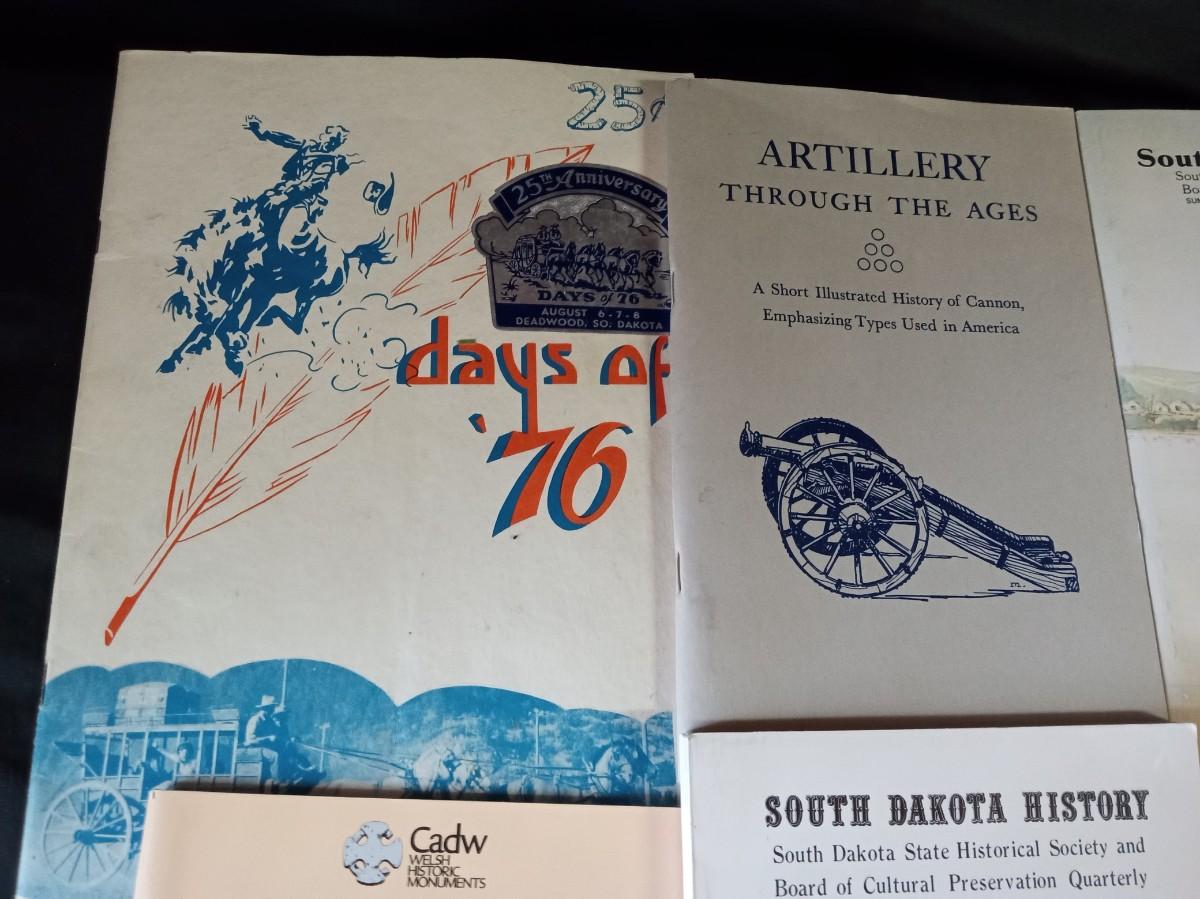 25¢
25TH Anniversary
DAYS of 76
AUGUST 6-7-8
DEADWOOD, SO. DAKOTA
days of
'76
ARTILLERY
THROUGH THE AGES
A Short Illustrated History of Cannon,
Emphasizing Types Used in America
Cadw
WELSH
HISTORIC
MONUMENTS
SOUTH DAKOTA HISTORY
South Dakota State Historical Society and
Board of Cultural Preservation Quarterly